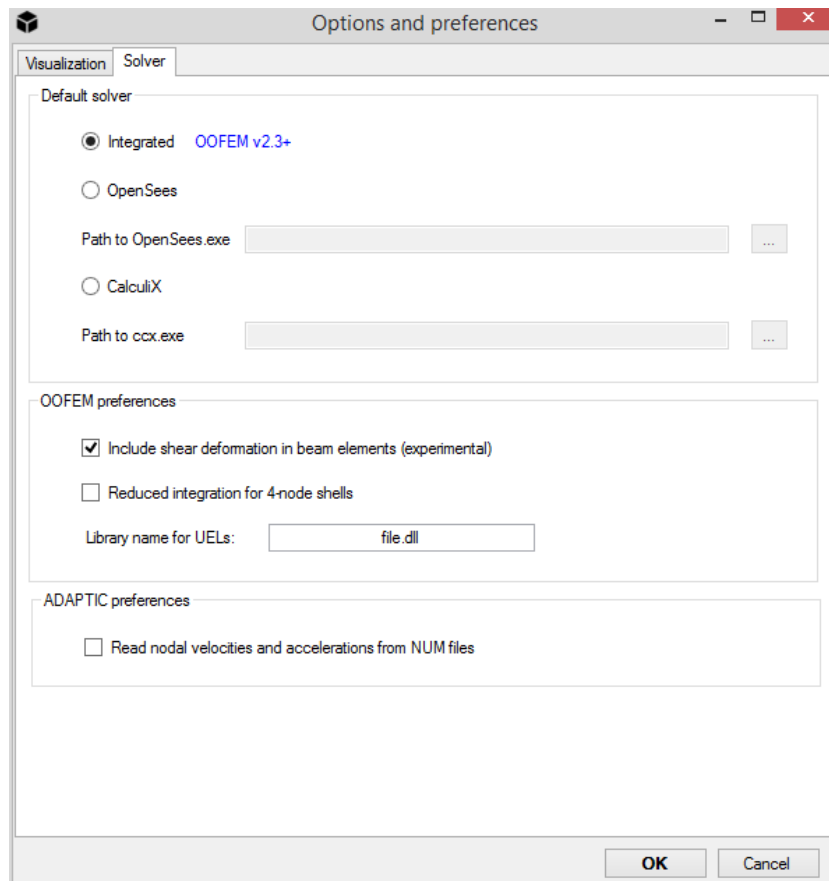 Options and preferences
Visualization Solver
Default solver
Integrated OOFEM v2.3+
OpenSees
Path to OpenSees.exe ...
CalculiX
Path to ccx.exe ...
OOFEM preferences
Include shear deformation in beam elements (experimental)
Reduced integration for 4-node shells
Library name for UELs: file.dll
ADAPTIC preferences
Read nodal velocities and accelerations from NUM files
OK Cancel